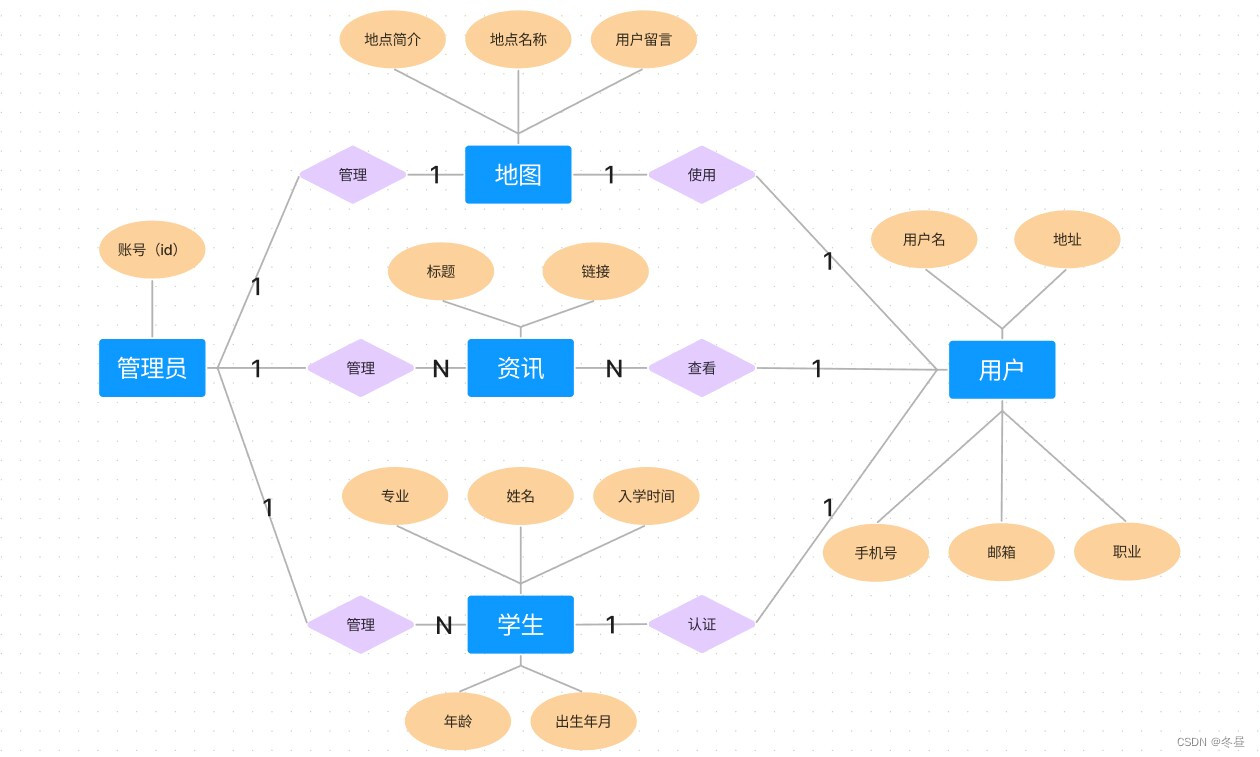 地点简介
地点名称
用户留言
管理
1
地图
1
使用
账号（id）
用户名
地址
1
1
标题
链接
管理员
1
管理
N
资讯
N
查看
1
用户
专业
姓名
入学时间
1
1
手机号
邮箱
职业
管理
N
学生
1
认证
年龄
出生年月
CSDN @冬昼